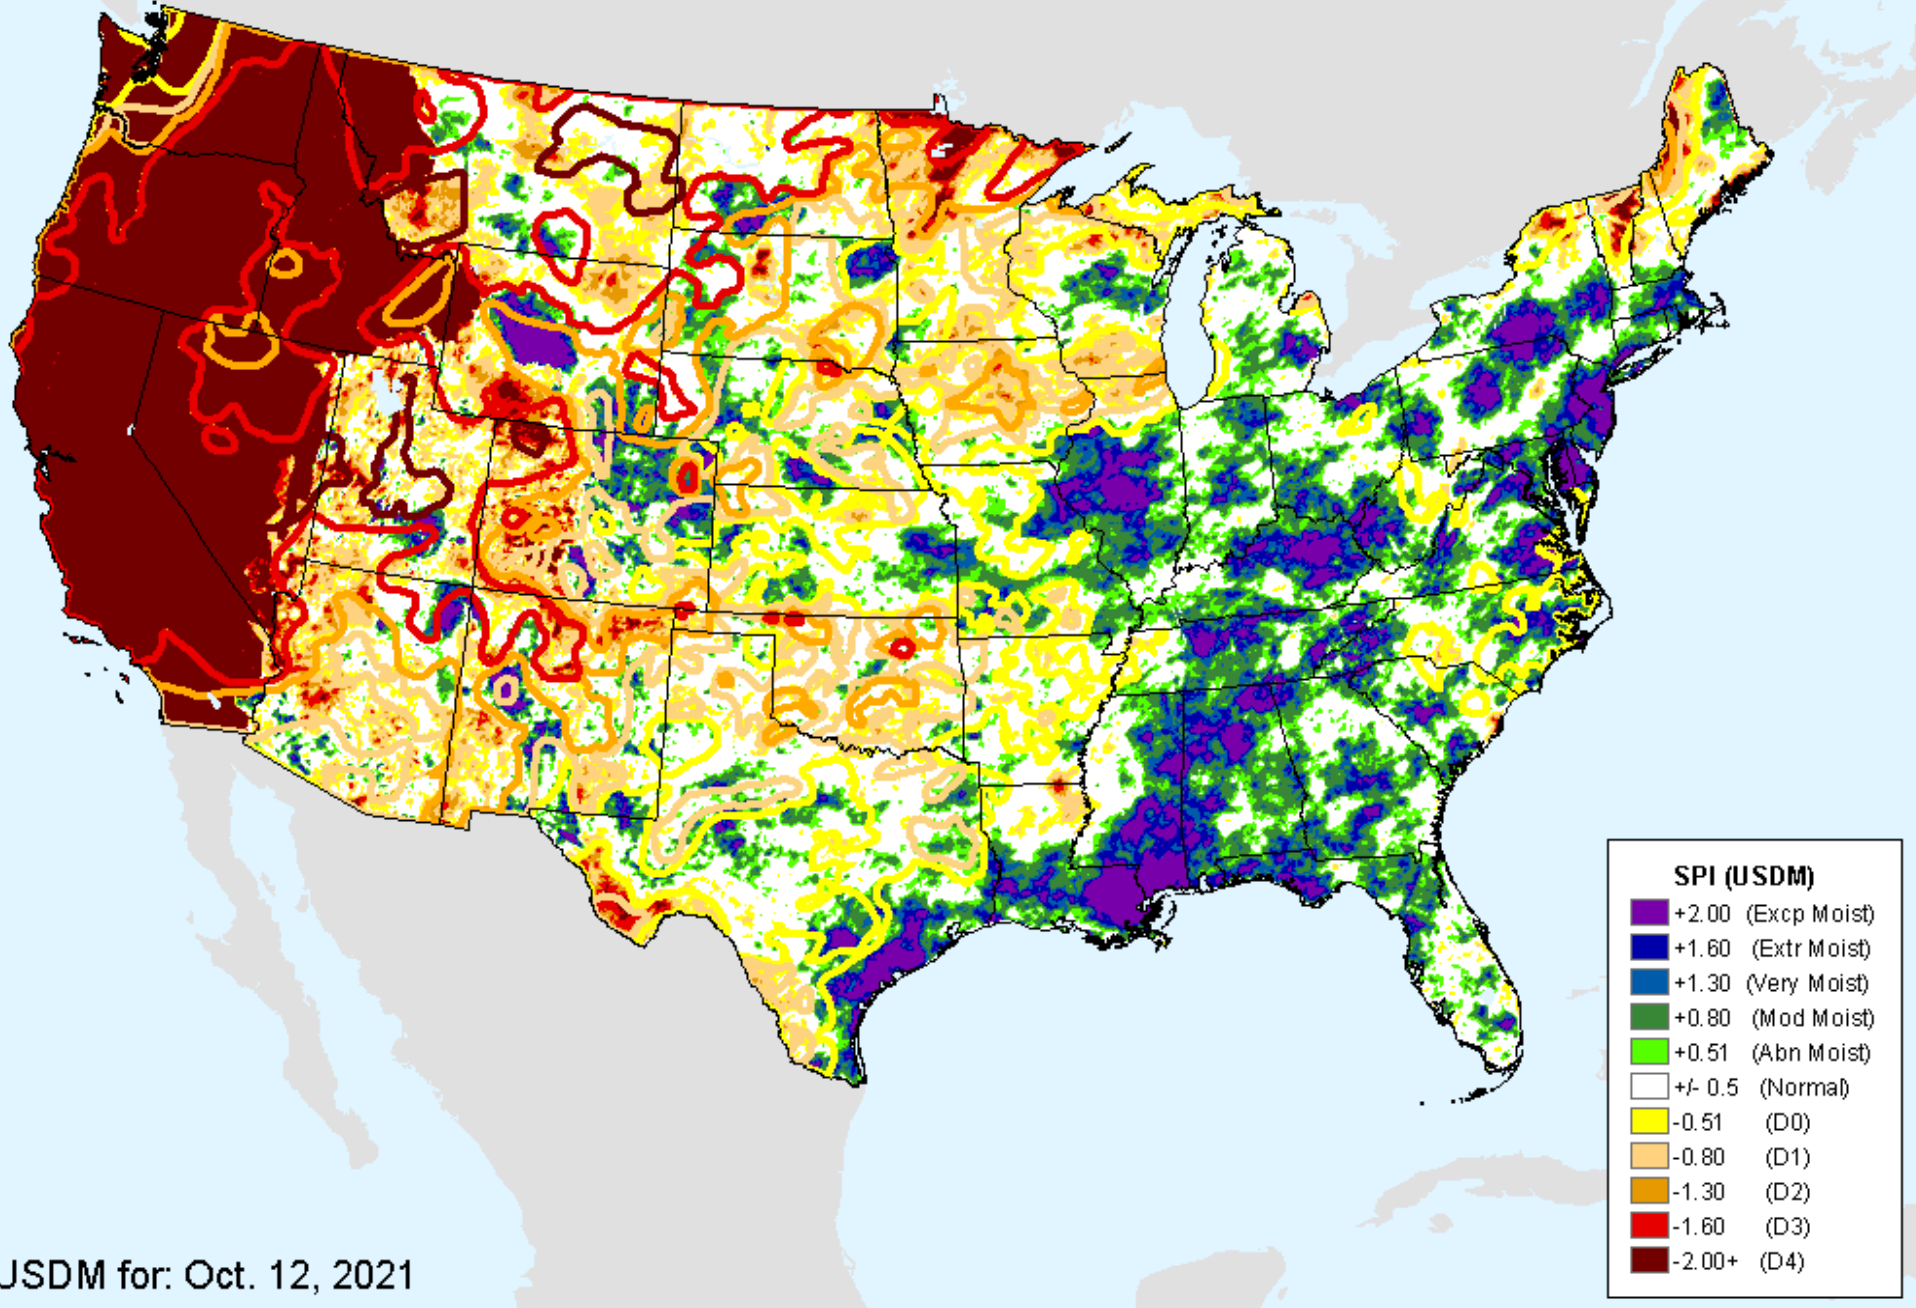 SPI (USDM)
+2.00 (Excp Moist)
+1.60 (Extr Moist)
+1.30 (Very Moist)
+0.80 (Mod Moist)
+0.51 (Abn Moist)
+/- 0.5 (Normal)
-0.51 (D0)
-0.80 (D1)
-1.30 (D2)
-1.60 (D3)
-2.00+ (D4)
USDM for: Oct. 12, 2021